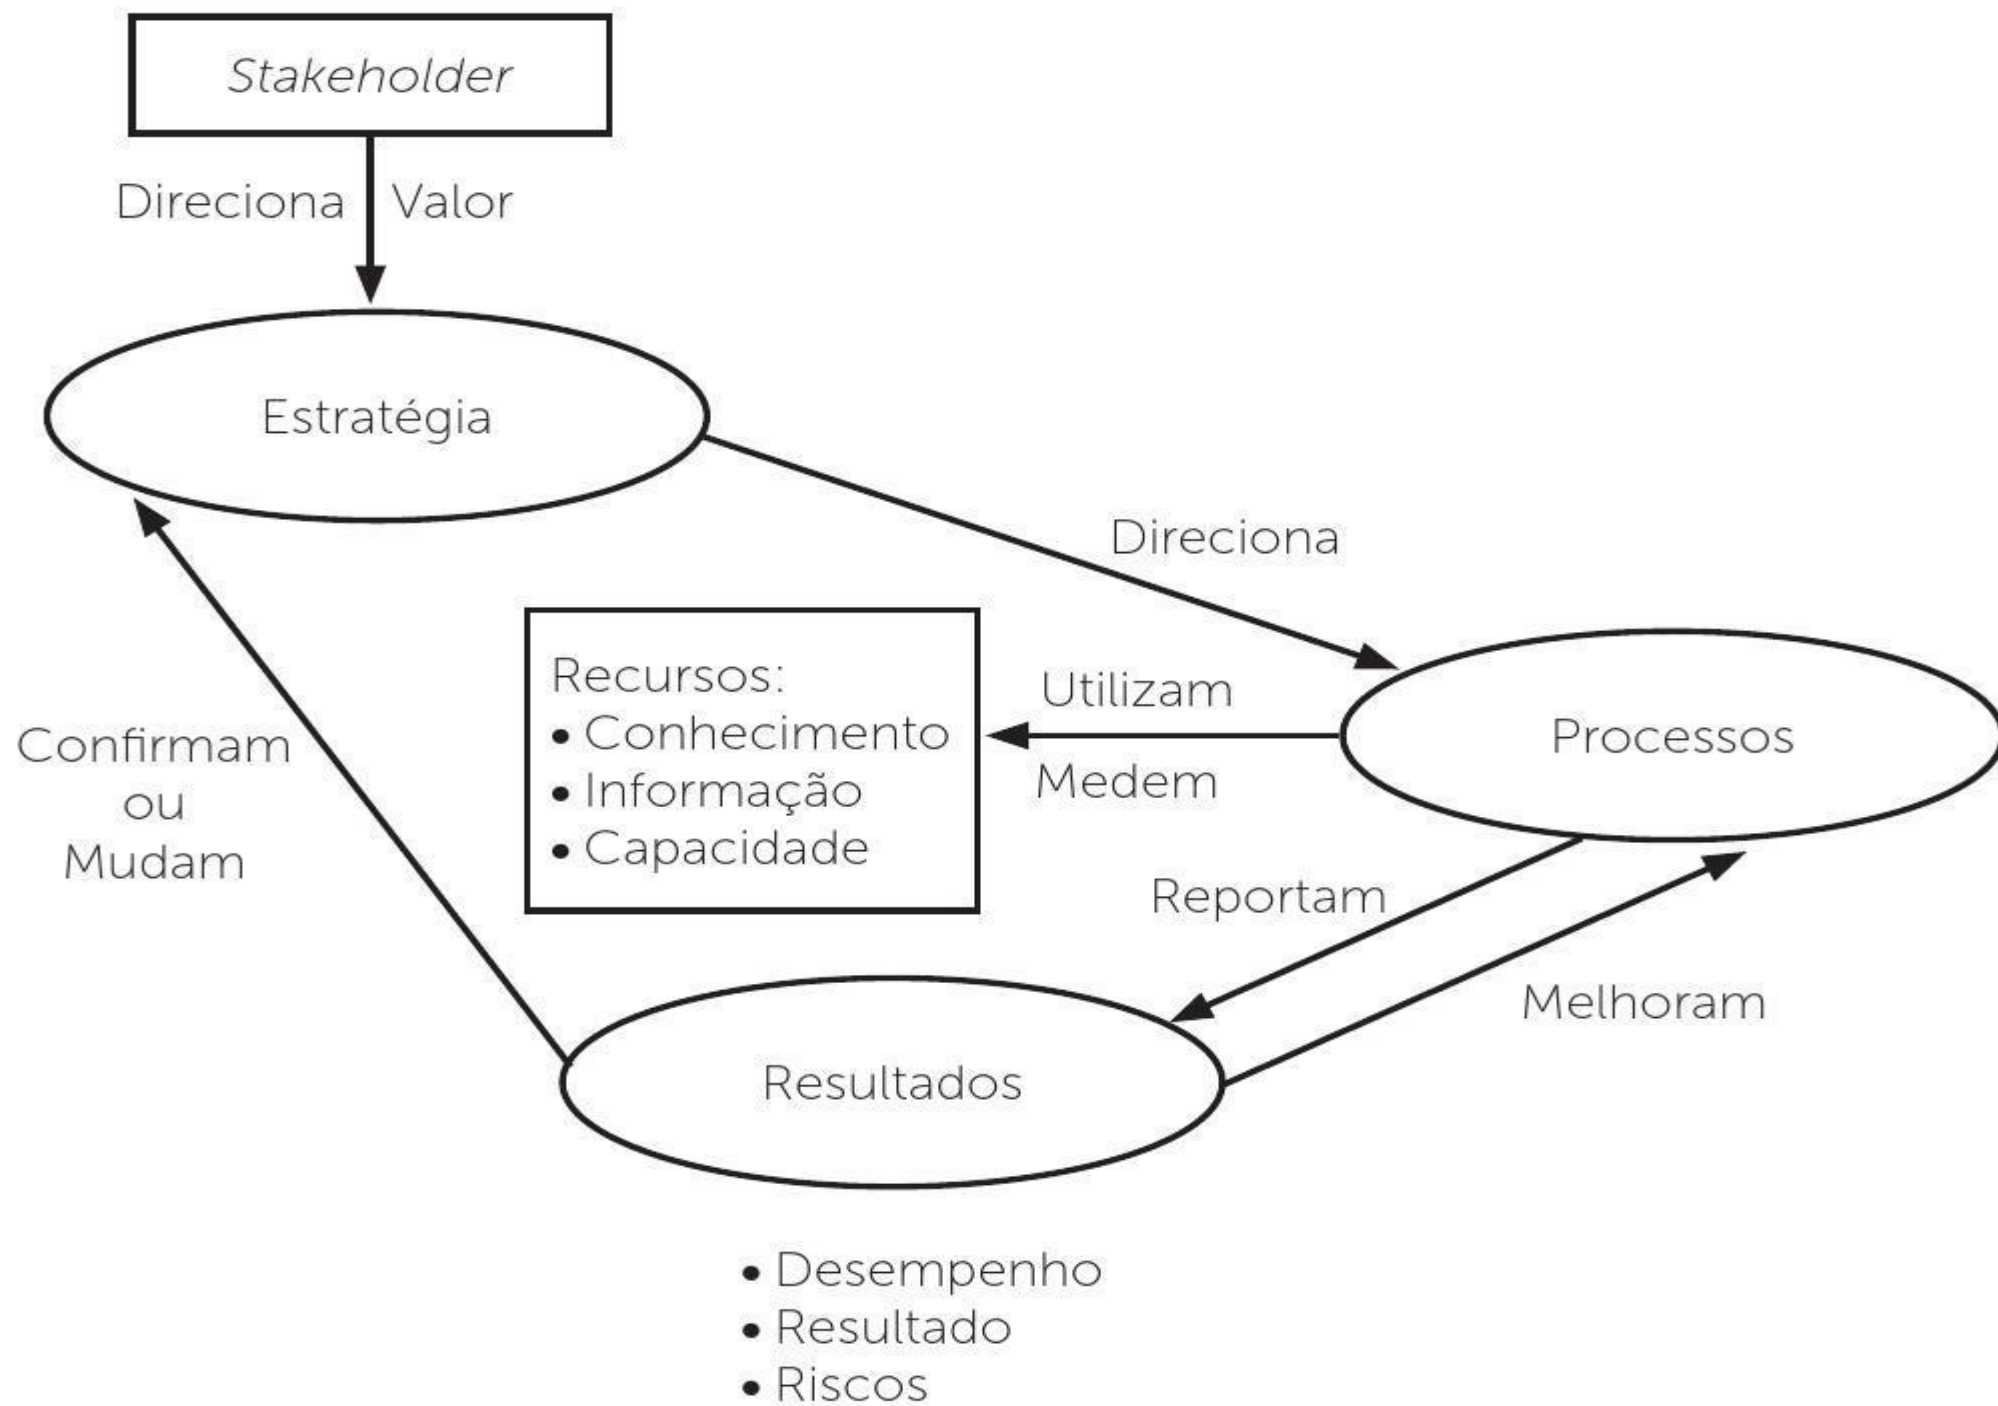 Stakeholder
Direciona Valor
Estratégia
Direciona
Recursos:
• Conhecimento
• Informação
• Capacidade
Utilizam
Medem
Processos
Confirmam
ou
Mudam
Reportam
Melhoram
Resultados
• Desempenho
• Resultado
• Riscos